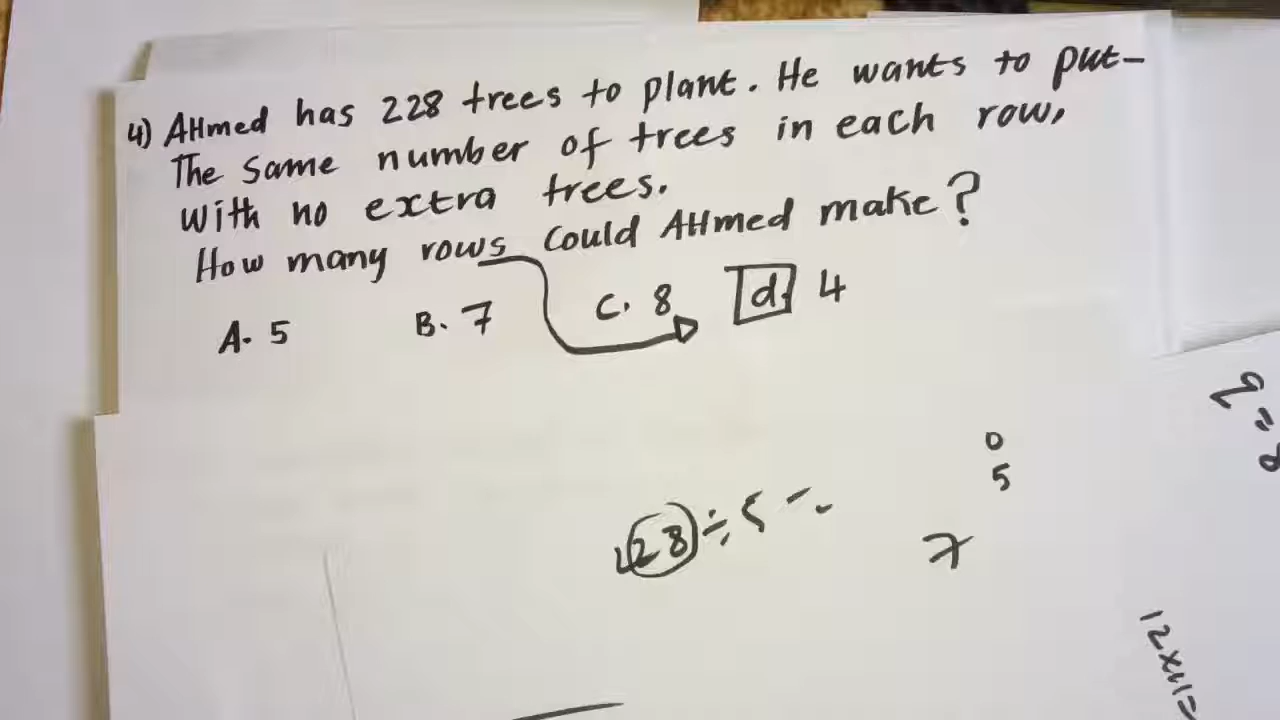 4) AHmed has 228 trees to plant. He wants to put-
The same number of trees in each row,
with no extra trees.
How many rows could AHmed make?
A. 5 B. 7 C. 8 d. 4
0
5
228÷5
7
12x11=